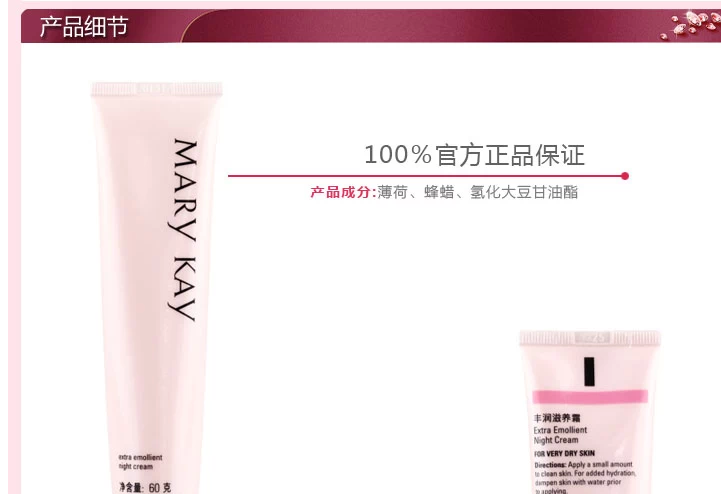 产品细节
100%官方正品保证
产品成分:薄荷、蜂蜡、氢化大豆甘油酯
MARY KAY
extra emollient
night cream
净含量: 60 克
丰润滋养霜
Extra Emollient
Night Cream
FOR VERY DRY SKIN
Directions: Apply a small amount
to clean skin. For added hydration,
dampen skin with water prior
to applying.